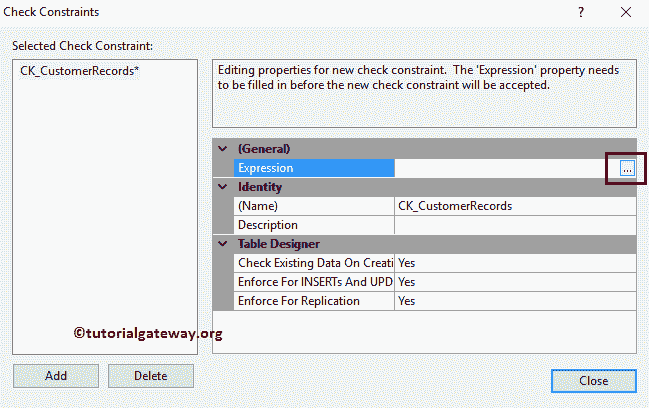 Check Constraints
?
Selected Check Constraint:
CK_CustomerRecords*
Editing properties for new check constraint. The 'Expression' property needs
to be filled in before the new check constraint will be accepted.
(General)
Expression
...
Identity
(Name) CK_CustomerRecords
Description
Table Designer
Check Existing Data On Creati Yes
Enforce For INSERTs And UPD Yes
Enforce For Replication Yes
©tutorialgateway.org
Add Delete
Close